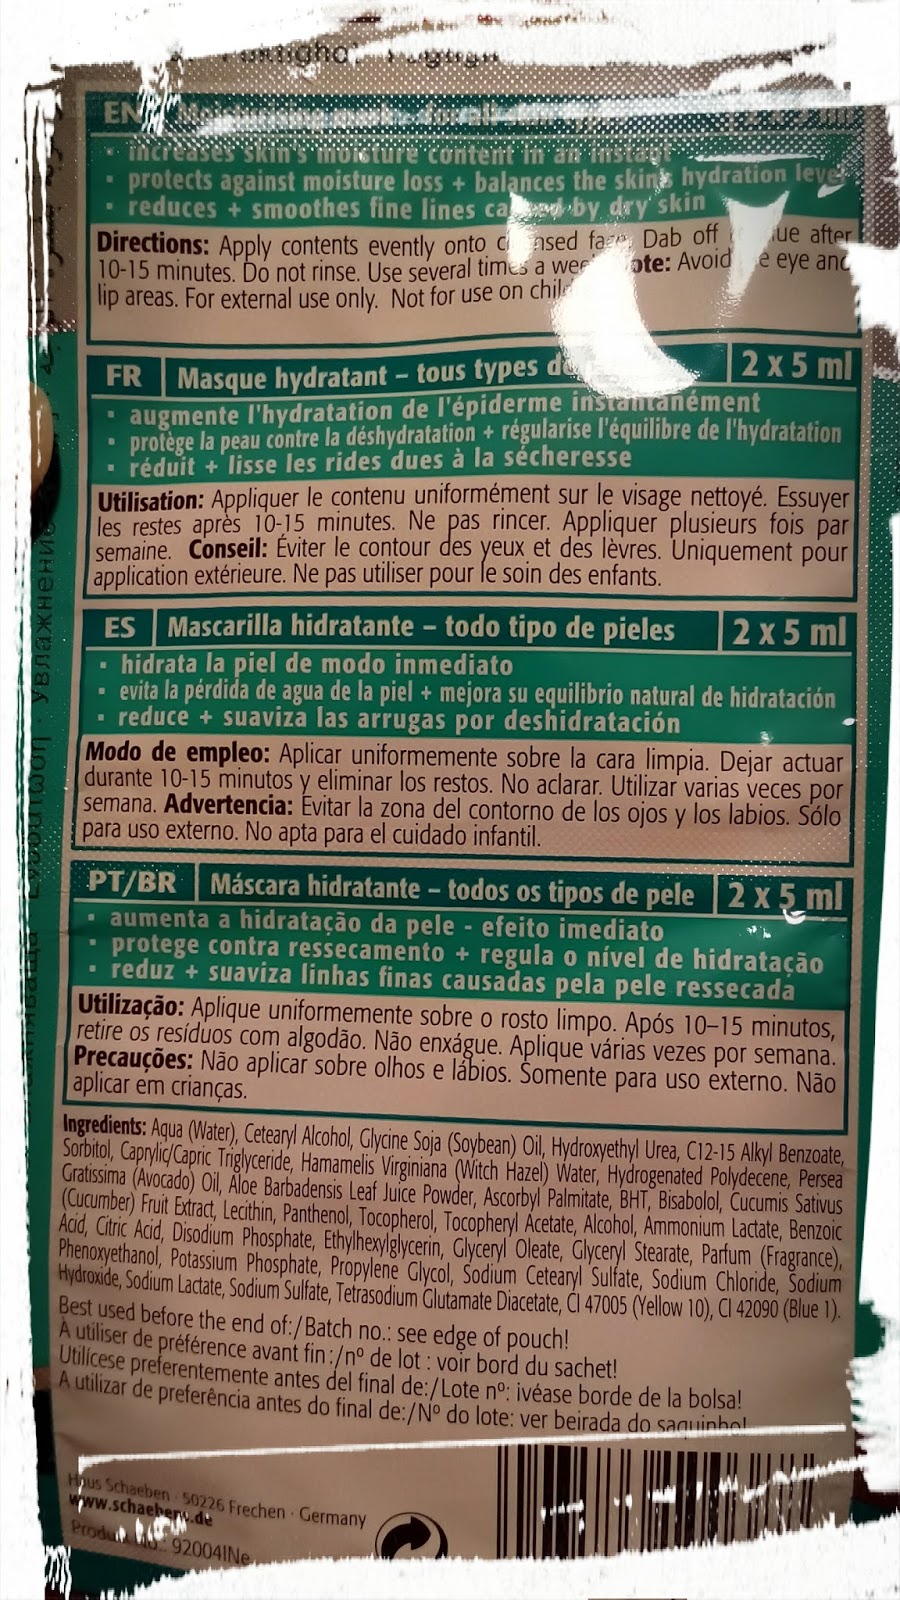 EN Moisturising mask – for all skin types 2 x 5 ml
· increases skin's moisture content in an instant
· protects against moisture loss + balances the skin's hydration level
· reduces + smoothes fine lines caused by dry skin
Directions: Apply contents evently onto cleansed face. Dab off after
10-15 minutes. Do not rinse. Use several times a week. Note: Avoid eye and
lip areas. For external use only. Not for use on
FR Masque hydratant – tous types 2 x 5 ml
· augmente l'hydratation de l'épiderme instantanément
· protège la peau contre la déshydratation + régularise l'équilibre de l'hydratation
· réduit + lisse les rides dues à la sécheresse
Utilisation: Appliquer le contenu uniformément sur le visage nettoyé. Essuyer
les restes après 10-15 minutes. Ne pas rincer. Appliquer plusieurs fois par
semaine. Conseil: Éviter le contour des yeux et des lèvres. Uniquement pour
application extérieure. Ne pas utiliser pour le soin des enfants.
ES Mascarilla hidratante – todo tipo de pieles 2 x 5 ml
· hidrata la piel de modo inmediato
· evita la pérdida de agua de la piel + mejora su equilibrio natural de hidratación
· reduce + suaviza las arrugas por deshidratación
Modo de empleo: Aplicar uniformemente sobre la cara limpia. Dejar actuar
durante 10-15 minutos y eliminar los restos. No aclarar. Utilizar varias veces por
semana. Advertencia: Evitar la zona del contorno de los ojos y los labios. Sólo
para uso externo. No apta para el cuidado infantil.
PT/BR Máscara hidratante – todos os tipos de pele 2 x 5 ml
· aumenta a hidratação da pele - efeito imediato
· protege contra ressecamento + regula o nível de hidratação
· reduz + suaviza linhas finas causadas pela pele ressecada
Utilização: Aplique uniformemente sobre o rosto limpo. Após 10–15 minutos,
retire os resíduos com algodão. Não enxágue. Aplique várias vezes por semana.
Precauções: Não aplicar sobre olhos e lábios. Somente para uso externo. Não
aplicar em crianças.
Ingredients: Aqua (Water), Cetearyl Alcohol, Glycine Soja (Soybean) Oil, Hydroxyethyl Urea, C12-15 Alkyl Benzoate,
Sorbitol, Caprylic/Capric Triglyceride, Hamamelis Virginiana (Witch Hazel) Water, Hydrogenated Polydecene, Persea
Gratissima (Avocado) Oil, Aloe Barbadensis Leaf Juice Powder, Ascorbyl Palmitate, BHT, Bisabolol, Cucumis Sativus
(Cucumber) Fruit Extract, Lecithin, Panthenol, Tocopherol, Tocopheryl Acetate, Alcohol, Ammonium Lactate, Benzoic
Acid, Citric Acid, Disodium Phosphate, Ethylhexylglycerin, Glyceryl Oleate, Glyceryl Stearate, Parfum (Fragrance),
Phenoxyethanol, Potassium Phosphate, Propylene Glycol, Sodium Cetearyl Sulfate, Sodium Chloride, Sodium
Hydroxide, Sodium Lactate, Sodium Sulfate, Tetrasodium Glutamate Diacetate, CI 47005 (Yellow 10), CI 42090 (Blue 1).
Best used before the end of:/Batch no.: see edge of pouch!
À utiliser de préférence avant fin :/nº de lot : voir bord du sachet!
Utilícese preferentemente antes del final de:/Lote nº: ¡véase borde de la bolsa!
A utilizar de preferência antes do final de:/Nº do lote: ver beirada do saquinho!
Haus Schaeben · 50226 Frechen · Germany
www.schaebens.de
Produkt No.: 920041Ne
увлажнение